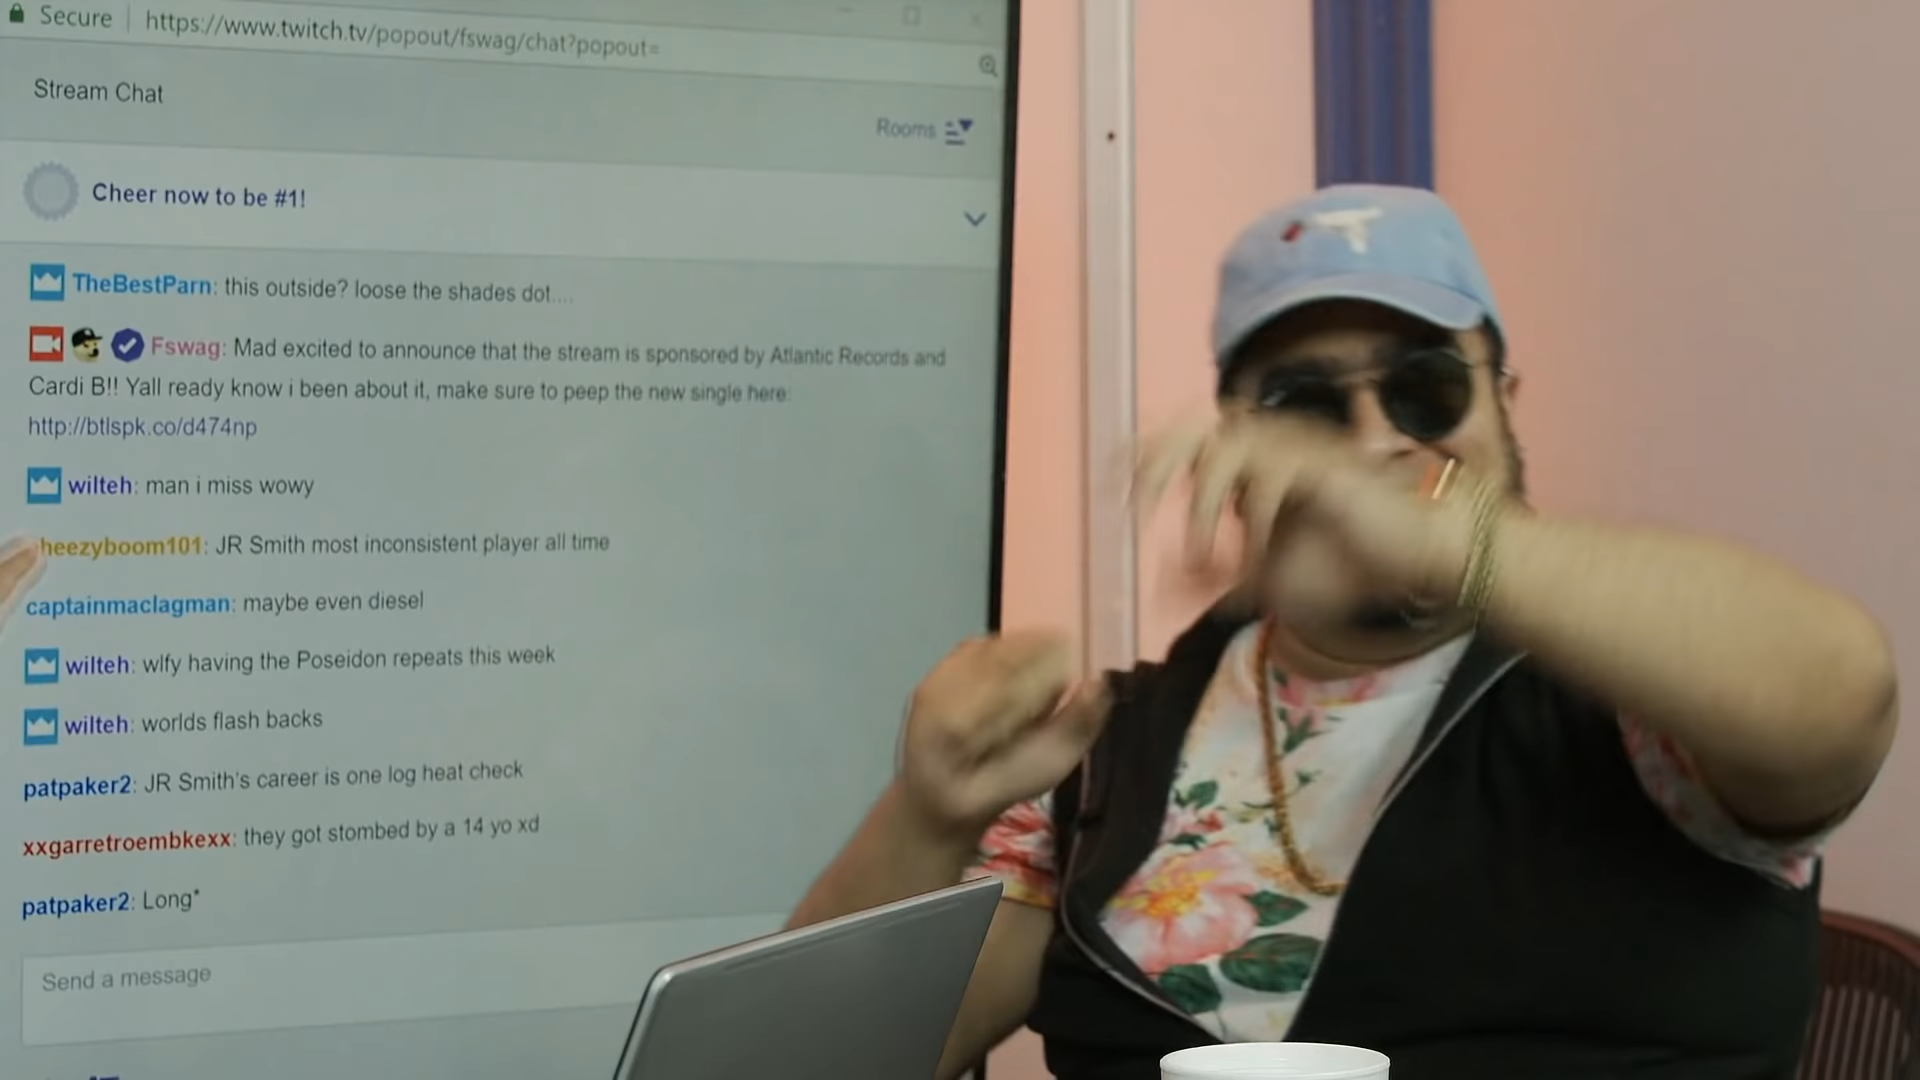 Secure | https://www.twitch.tv/popout/fswag/chat?popout=
Stream Chat
Rooms
Cheer now to be #1!
TheBestParn: this outside? loose the shades dot....
Fswag: Mad excited to announce that the stream is sponsored by Atlantic Records and
Cardi B!! Yall ready know i been about it, make sure to peep the new single here:
http://btlspk.co/d474np
wilteh: man i miss wowy
heezyboom101: JR Smith most inconsistent player all time
captainmaclagman: maybe even diesel
wilteh: wlfy having the Poseidon repeats this week
wilteh: worlds flash backs
patpaker2: JR Smith's career is one log heat check
xxgarretroembkexx: they got stombed by a 14 yo xd
patpaker2: Long*
Send a message